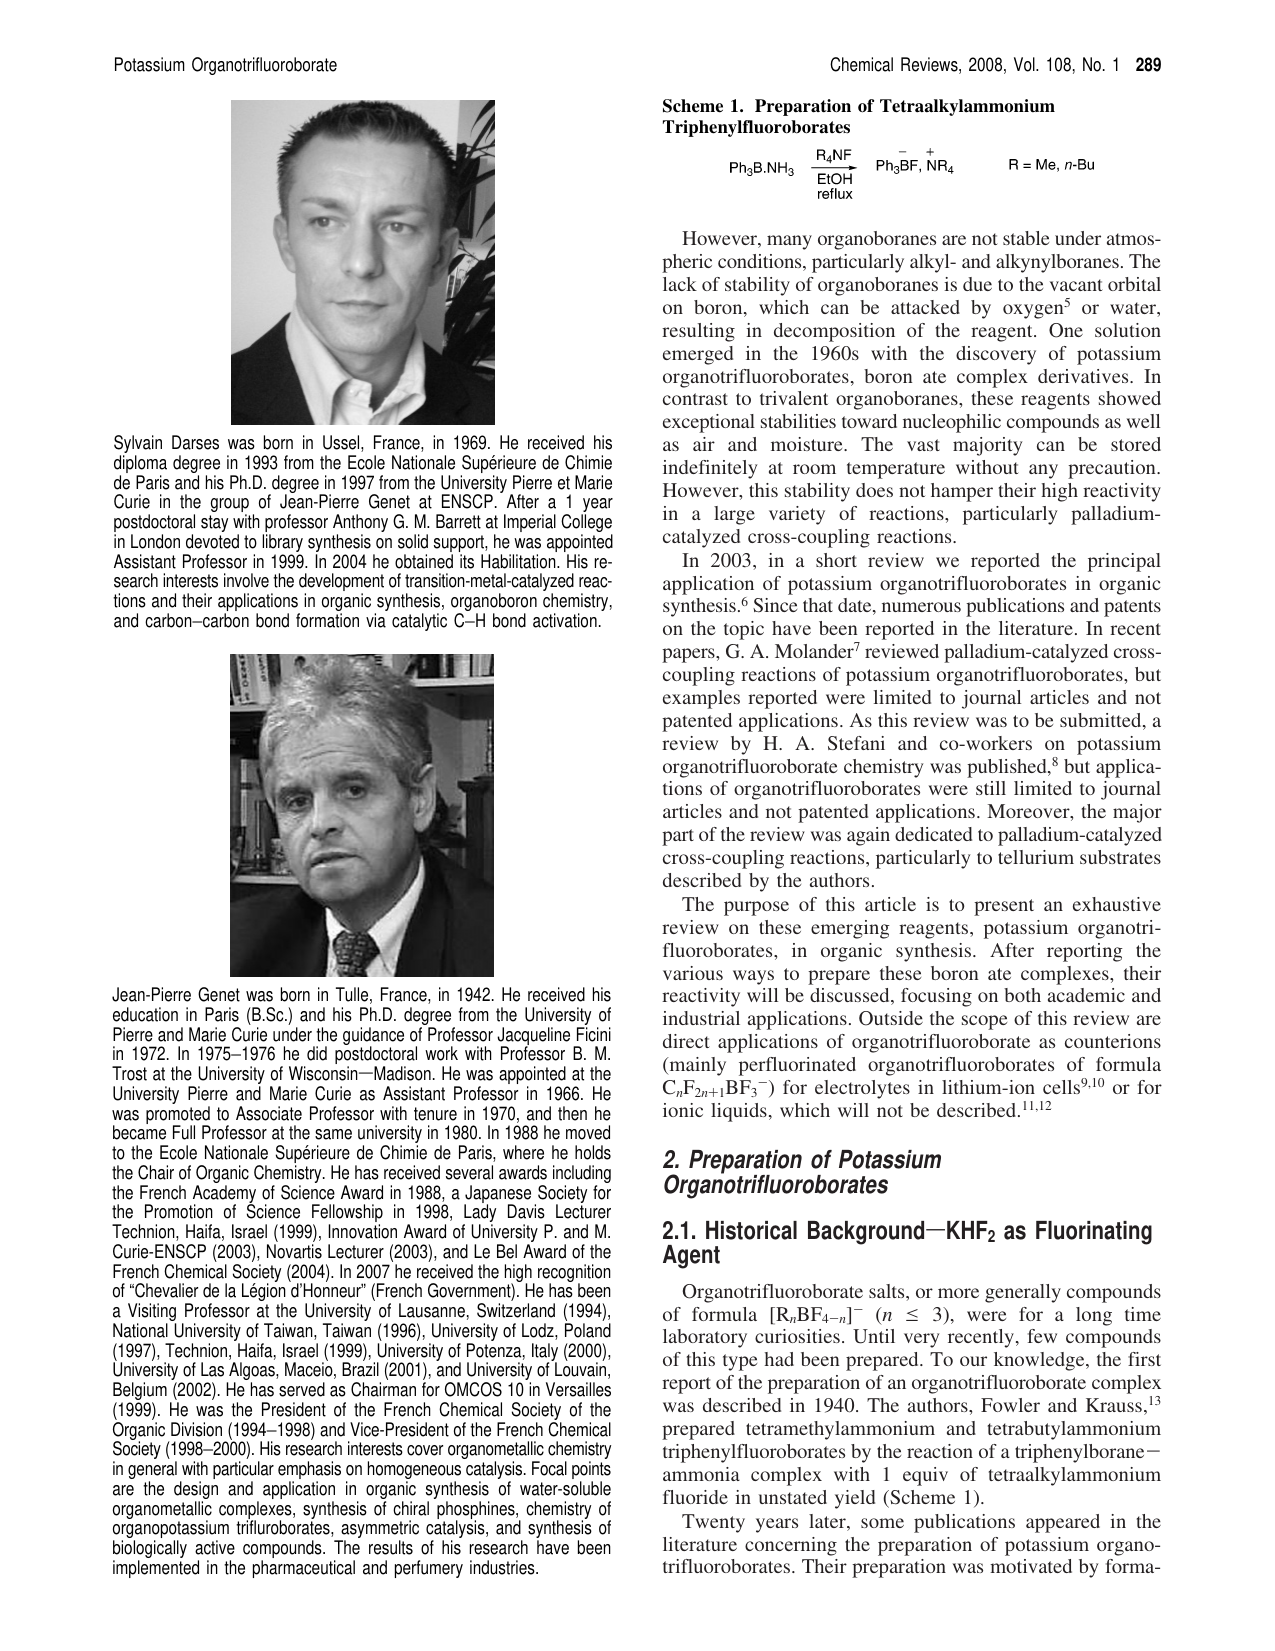 Potassium Organotrifluoroborate
Chemical Reviews, 2008, Vol. 108, No. 1 289
Sylvain Darses was born in Ussel, France, in 1969. He received his
diploma degree in 1993 from the Ecole Nationale Supérieure de Chimie
de Paris and his Ph.D. degree in 1997 from the University Pierre et Marie
Curie in the group of Jean-Pierre Genet at ENSCP. After a 1 year
postdoctoral stay with professor Anthony G. M. Barrett at Imperial College
in London devoted to library synthesis on solid support, he was appointed
Assistant Professor in 1999. In 2004 he obtained its Habilitation. His re-
search interests involve the development of transition-metal-catalyzed reac-
tions and their applications in organic synthesis, organoboron chemistry,
and carbon–carbon bond formation via catalytic C–H bond activation.
Jean-Pierre Genet was born in Tulle, France, in 1942. He received his
education in Paris (B.Sc.) and his Ph.D. degree from the University of
Pierre and Marie Curie under the guidance of Professor Jacqueline Ficini
in 1972. In 1975–1976 he did postdoctoral work with Professor B. M.
Trost at the University of Wisconsin—Madison. He was appointed at the
University Pierre and Marie Curie as Assistant Professor in 1966. He
was promoted to Associate Professor with tenure in 1970, and then he
became Full Professor at the same university in 1980. In 1988 he moved
to the Ecole Nationale Supérieure de Chimie de Paris, where he holds
the Chair of Organic Chemistry. He has received several awards including
the French Academy of Science Award in 1988, a Japanese Society for
the Promotion of Science Fellowship in 1998, Lady Davis Lecturer
Technion, Haifa, Israel (1999), Innovation Award of University P. and M.
Curie-ENSCP (2003), Novartis Lecturer (2003), and Le Bel Award of the
French Chemical Society (2004). In 2007 he received the high recognition
of “Chevalier de la Légion d’Honneur” (French Government). He has been
a Visiting Professor at the University of Lausanne, Switzerland (1994),
National University of Taiwan, Taiwan (1996), University of Lodz, Poland
(1997), Technion, Haifa, Israel (1999), University of Potenza, Italy (2000),
University of Las Algoas, Maceio, Brazil (2001), and University of Louvain,
Belgium (2002). He has served as Chairman for OMCOS 10 in Versailles
(1999). He was the President of the French Chemical Society of the
Organic Division (1994–1998) and Vice-President of the French Chemical
Society (1998–2000). His research interests cover organometallic chemistry
in general with particular emphasis on homogeneous catalysis. Focal points
are the design and application in organic synthesis of water-soluble
organometallic complexes, synthesis of chiral phosphines, chemistry of
organopotassium trifluroborates, asymmetric catalysis, and synthesis of
biologically active compounds. The results of his research have been
implemented in the pharmaceutical and perfumery industries.
Scheme 1. Preparation of Tetraalkylammonium
Triphenylfluoroborates
Ph₃B.NH₃ R₄NF EtOH reflux Ph₃B⁻F, N⁺R₄ R = Me, n-Bu
However, many organoboranes are not stable under atmos-
pheric conditions, particularly alkyl- and alkynylboranes. The
lack of stability of organoboranes is due to the vacant orbital
on boron, which can be attacked by oxygen⁵ or water,
resulting in decomposition of the reagent. One solution
emerged in the 1960s with the discovery of potassium
organotrifluoroborates, boron ate complex derivatives. In
contrast to trivalent organoboranes, these reagents showed
exceptional stabilities toward nucleophilic compounds as well
as air and moisture. The vast majority can be stored
indefinitely at room temperature without any precaution.
However, this stability does not hamper their high reactivity
in a large variety of reactions, particularly palladium-
catalyzed cross-coupling reactions.
In 2003, in a short review we reported the principal
application of potassium organotrifluoroborates in organic
synthesis.⁶ Since that date, numerous publications and patents
on the topic have been reported in the literature. In recent
papers, G. A. Molander⁷ reviewed palladium-catalyzed cross-
coupling reactions of potassium organotrifluoroborates, but
examples reported were limited to journal articles and not
patented applications. As this review was to be submitted, a
review by H. A. Stefani and co-workers on potassium
organotrifluoroborate chemistry was published,⁸ but applica-
tions of organotrifluoroborates were still limited to journal
articles and not patented applications. Moreover, the major
part of the review was again dedicated to palladium-catalyzed
cross-coupling reactions, particularly to tellurium substrates
described by the authors.
The purpose of this article is to present an exhaustive
review on these emerging reagents, potassium organotri-
fluoroborates, in organic synthesis. After reporting the
various ways to prepare these boron ate complexes, their
reactivity will be discussed, focusing on both academic and
industrial applications. Outside the scope of this review are
direct applications of organotrifluoroborate as counterions
(mainly perfluorinated organotrifluoroborates of formula
CₙF₂ₙ₊₁BF₃⁻) for electrolytes in lithium-ion cells⁹,¹⁰ or for
ionic liquids, which will not be described.¹¹,¹²
2. Preparation of Potassium
Organotrifluoroborates
2.1. Historical Background—KHF₂ as Fluorinating
Agent
Organotrifluoroborate salts, or more generally compounds
of formula [RₙBF₄₋ₙ]⁻ (n ≤ 3), were for a long time
laboratory curiosities. Until very recently, few compounds
of this type had been prepared. To our knowledge, the first
report of the preparation of an organotrifluoroborate complex
was described in 1940. The authors, Fowler and Krauss,¹³
prepared tetramethylammonium and tetrabutylammonium
triphenylfluoroborates by the reaction of a triphenylborane–
ammonia complex with 1 equiv of tetraalkylammonium
fluoride in unstated yield (Scheme 1).
Twenty years later, some publications appeared in the
literature concerning the preparation of potassium organo-
trifluoroborates. Their preparation was motivated by forma-